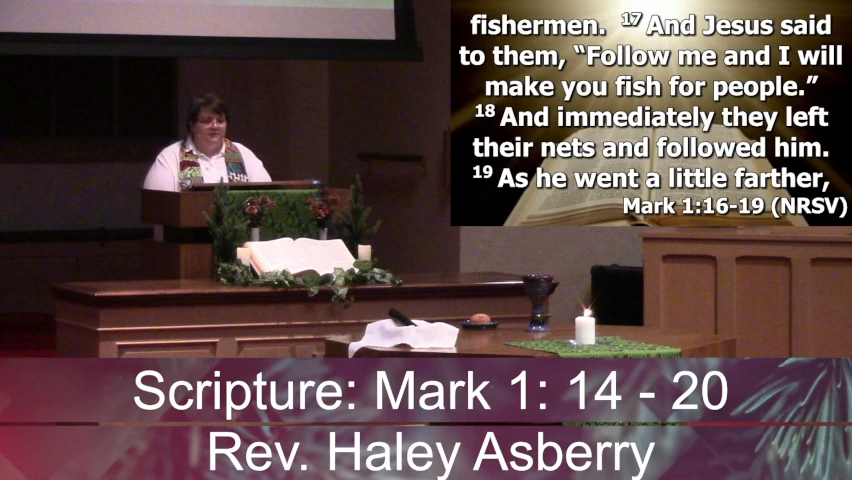 fishermen. 17 And Jesus said
to them, “Follow me and I will
make you fish for people.”
18 And immediately they left
their nets and followed him.
19 As he went a little farther,
Mark 1:16-19 (NRSV)
Scripture: Mark 1: 14 - 20
Rev. Haley Asberry